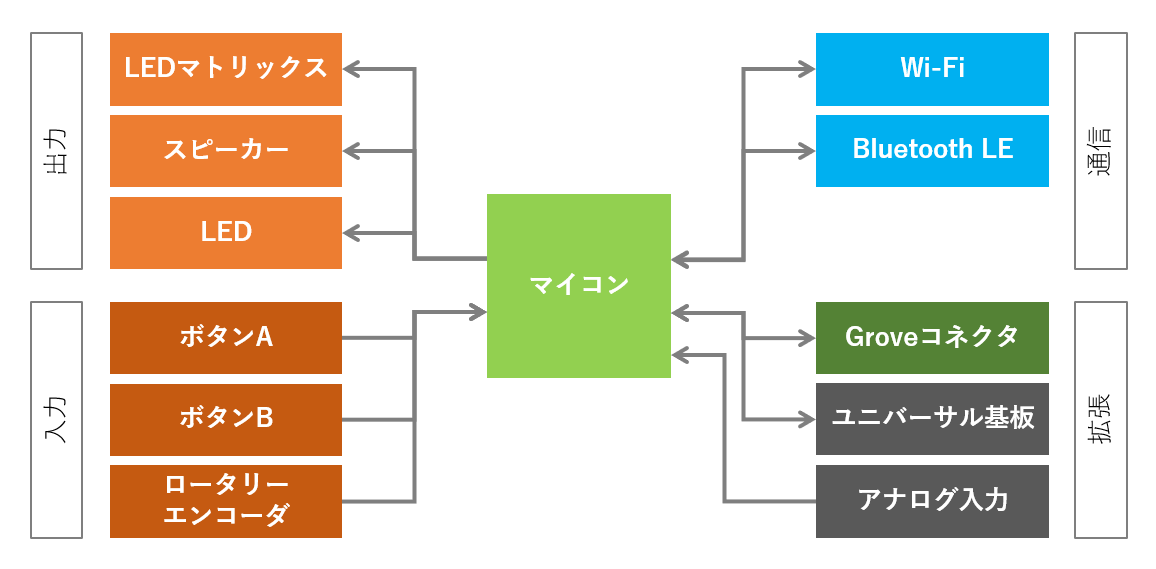 出力
LEDマトリックス
スピーカー
LED
入力
ボタンA
ボタンB
ロータリー
エンコーダ
マイコン
Wi-Fi
Bluetooth LE
通信
Groveコネクタ
ユニバーサル基板
アナログ入力
拡張